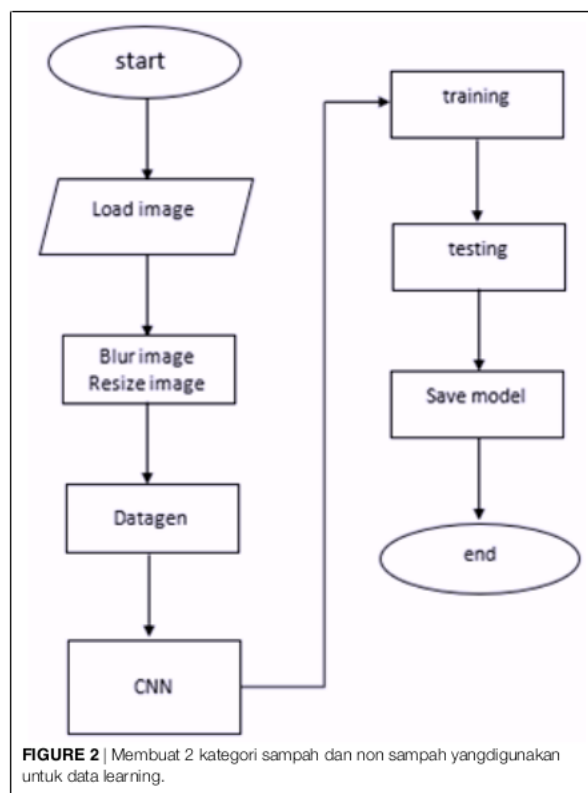 start
Load image
Blur image
Resize image
Datagen
CNN
training
testing
Save model
end
FIGURE 2 | Membuat 2 kategori sampah dan non sampah yangdigunakan
untuk data learning.